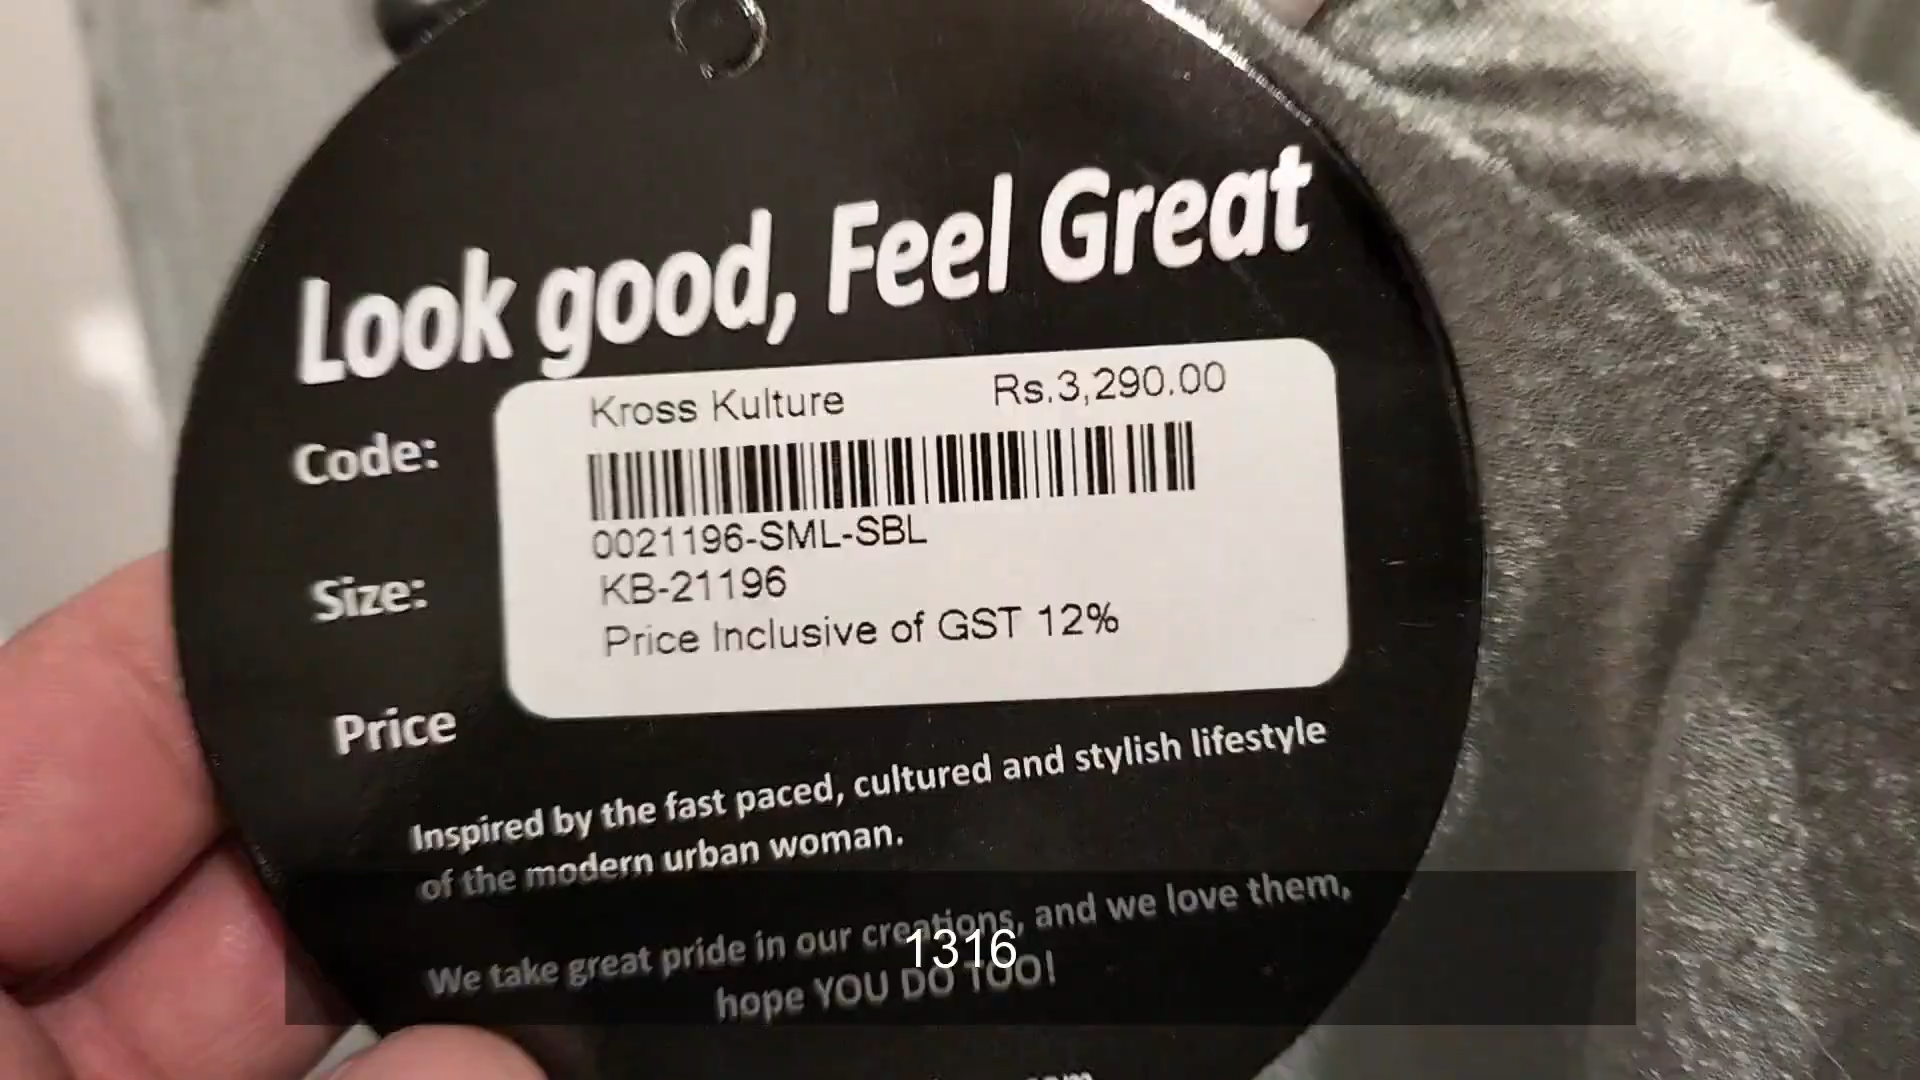 Look good, Feel Great
Kross Kulture Rs.3,290.00
Code:
0021196-SML-SBL
Size: KB-21196
Price Inclusive of GST 12%
Price
Inspired by the fast paced, cultured and stylish lifestyle
of the modern urban woman.
We take great pride in our creations, and we love them,
1316
hope YOU DO TOO!